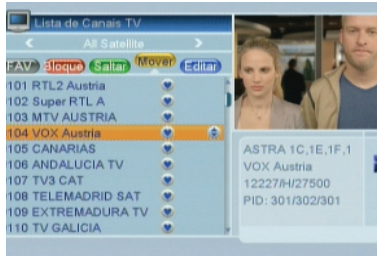 Lista de Canais TV
All Satellite
FAV Bloque Saltar Mover Editar
101 RTL2 Austria
102 Super RTL A
103 MTV AUSTRIA
104 VOX Austria
105 CANARIAS
106 ANDALUCIA TV
107 TV3 CAT
108 TELEMADRID SAT
109 EXTREMADURA TV
110 TV GALICIA
ASTRA 1C,1E,1F,1
VOX Austria
12227/H/27500
PID: 301/302/301